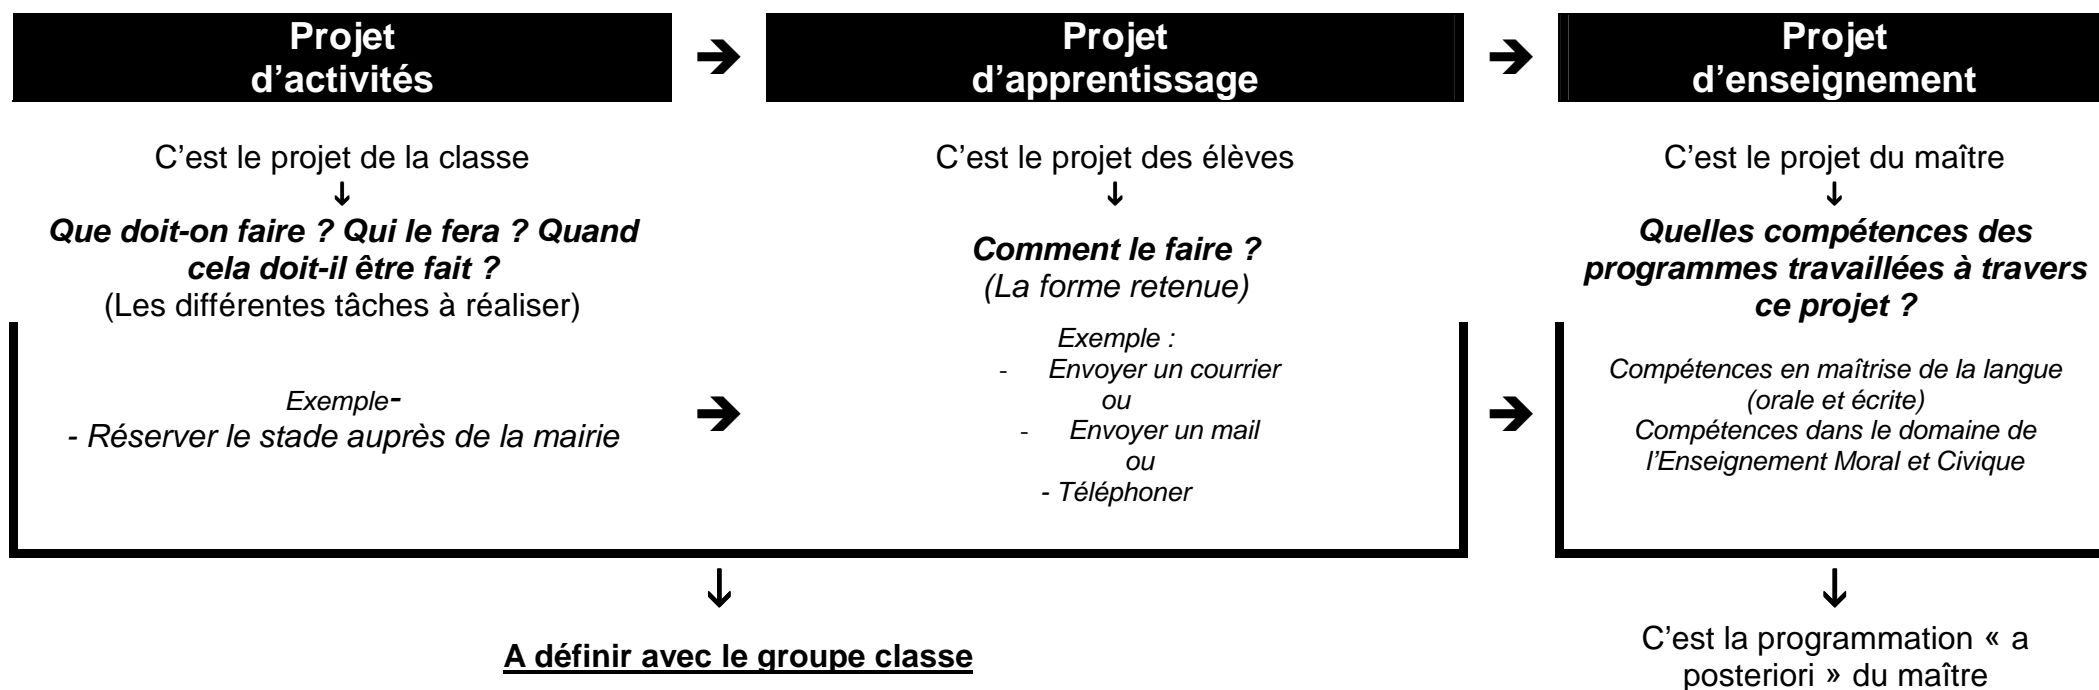 Projet
d’activités
➔
Projet
d’apprentissage
➔
Projet
d’enseignement
C’est le projet de la classe
↓
Que doit-on faire ? Qui le fera ? Quand
cela doit-il être fait ?
(Les différentes tâches à réaliser)
Exemple-
- Réserver le stade auprès de la mairie
➔
C’est le projet des élèves
↓
Comment le faire ?
(La forme retenue)
Exemple :
- Envoyer un courrier
ou
- Envoyer un mail
ou
- Téléphoner
➔
C’est le projet du maître
↓
Quelles compétences des
programmes travaillées à travers
ce projet ?
Compétences en maîtrise de la langue
(orale et écrite)
Compétences dans le domaine de
l’Enseignement Moral et Civique
↓
A définir avec le groupe classe
↓
C’est la programmation « a
posteriori » du maître